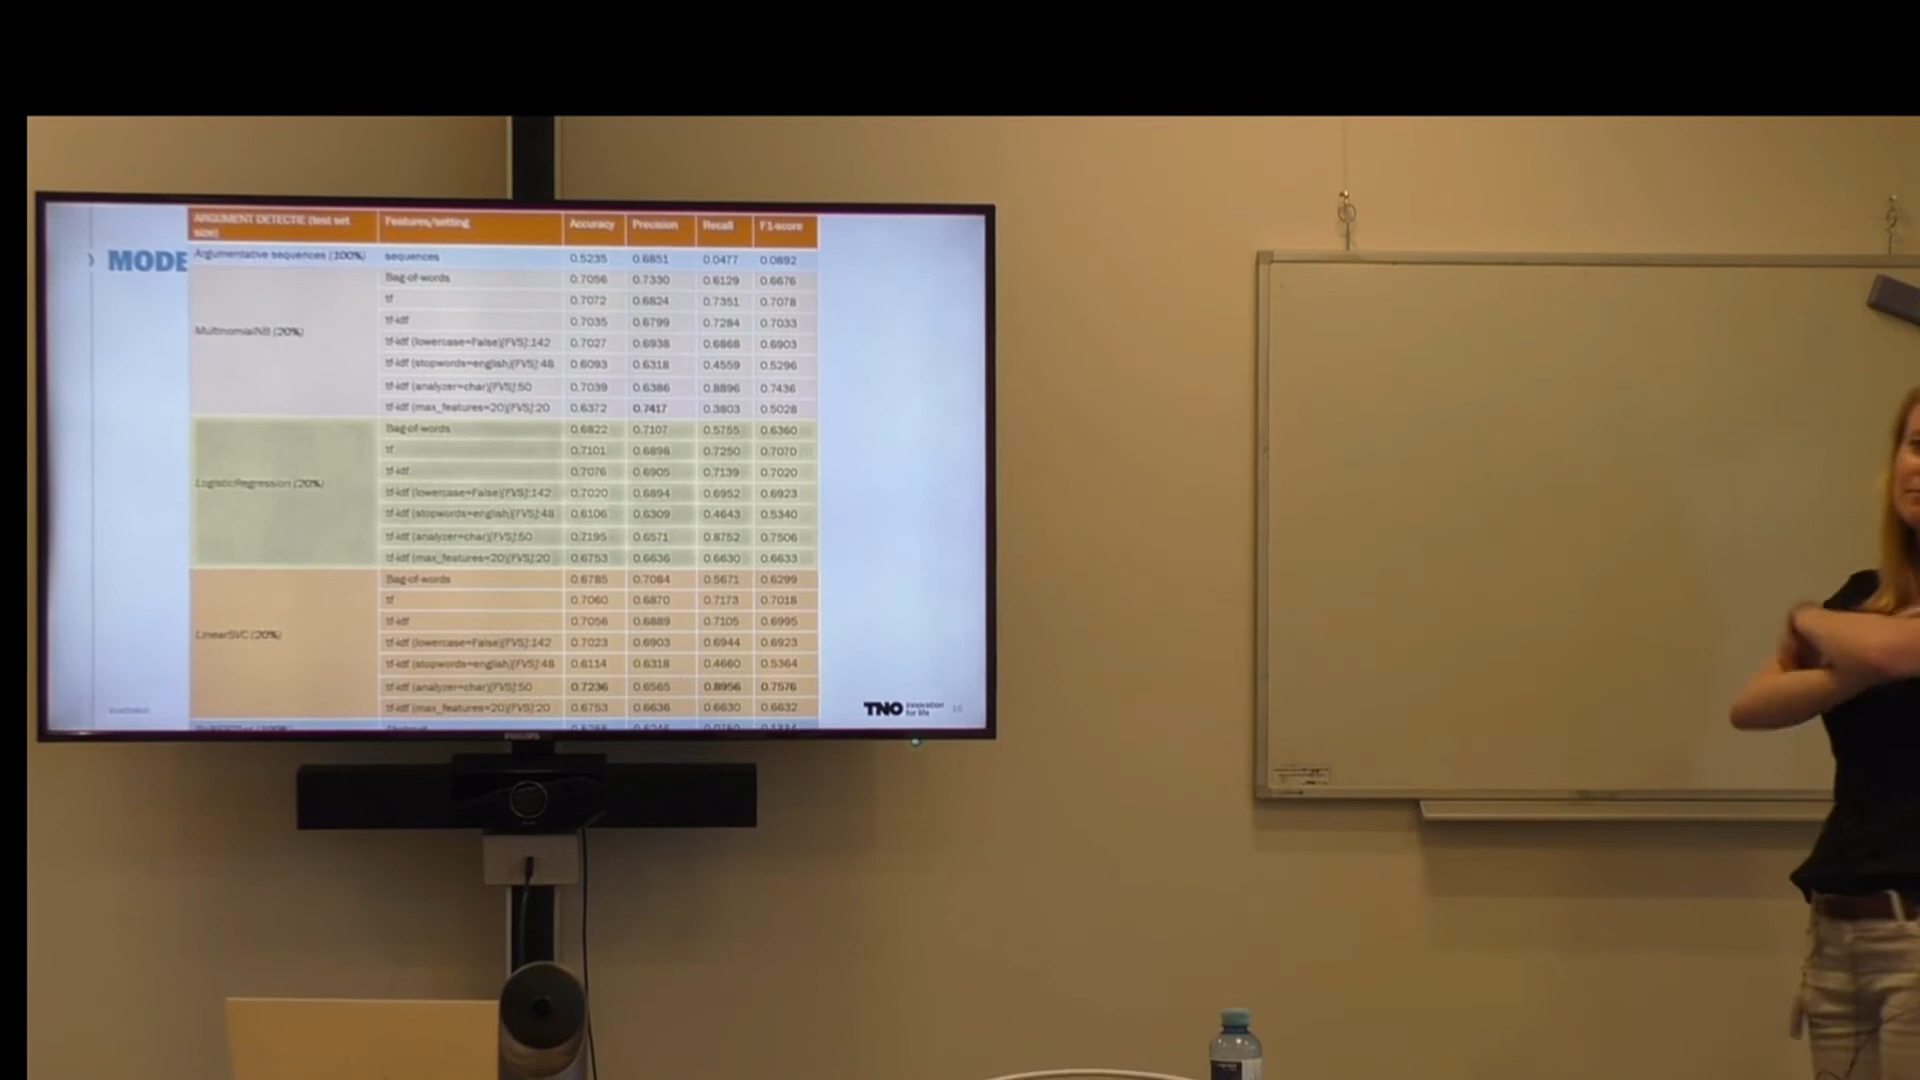 ARGUMENT DETECTIE (test set size) Features/setting Accuracy Precision Recall F1-score
MODE
Argumentative sequences (100%) sequences 0.5235 0.6851 0.0477 0.0892
MultinomialNB (20%)
Bag-of-words 0.7056 0.7330 0.6129 0.6676
tf 0.7072 0.6824 0.7351 0.7078
tf-idf 0.7035 0.6799 0.7284 0.7033
tf-idf (lowercase=False)[FVS]:142 0.7027 0.6938 0.6868 0.6903
tf-idf (stopwords=english)[FVS]:48 0.6093 0.6318 0.4559 0.5296
tf-idf (analyzer=char)[FVS]:50 0.7039 0.6386 0.8896 0.7436
tf-idf (max_features=20)[FVS]:20 0.6372 0.7417 0.3803 0.5028
LogisticRegression (20%)
Bag-of-words 0.6822 0.7107 0.5755 0.6360
tf 0.7101 0.6898 0.7250 0.7070
tf-idf 0.7076 0.6905 0.7139 0.7020
tf-idf (lowercase=False)[FVS]:142 0.7020 0.6894 0.6952 0.6923
tf-idf (stopwords=english)[FVS]:48 0.6106 0.6309 0.4643 0.5340
tf-idf (analyzer=char)[FVS]:50 0.7195 0.6571 0.8752 0.7506
tf-idf (max_features=20)[FVS]:20 0.6753 0.6636 0.6630 0.6633
LinearSVC (20%)
Bag-of-words 0.6785 0.7084 0.5671 0.6299
tf 0.7060 0.6870 0.7173 0.7018
tf-idf 0.7056 0.6889 0.7105 0.6995
tf-idf (lowercase=False)[FVS]:142 0.7023 0.6903 0.6944 0.6923
tf-idf (stopwords=english)[FVS]:48 0.6114 0.6318 0.4660 0.5364
tf-idf (analyzer=char)[FVS]:50 0.7236 0.6565 0.8956 0.7576
tf-idf (max_features=20)[FVS]:20 0.6753 0.6636 0.6630 0.6632
TNO innovation for life 16
PHILIPS